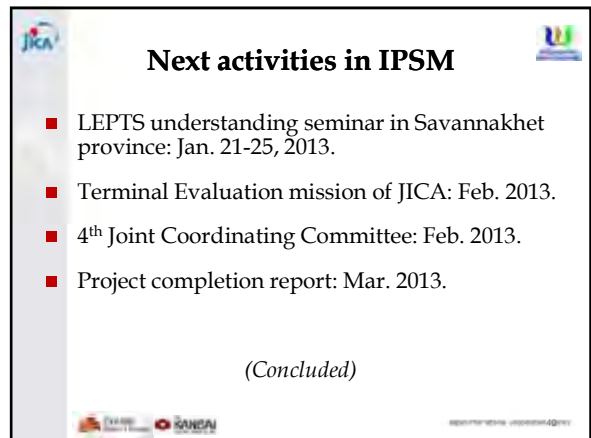 JICA
Next activities in IPSM
LEPTS understanding seminar in Savannakhet
province: Jan. 21-25, 2013.
Terminal Evaluation mission of JICA: Feb. 2013.
4th Joint Coordinating Committee: Feb. 2013.
Project completion report: Mar. 2013.
(Concluded)
KANSAI